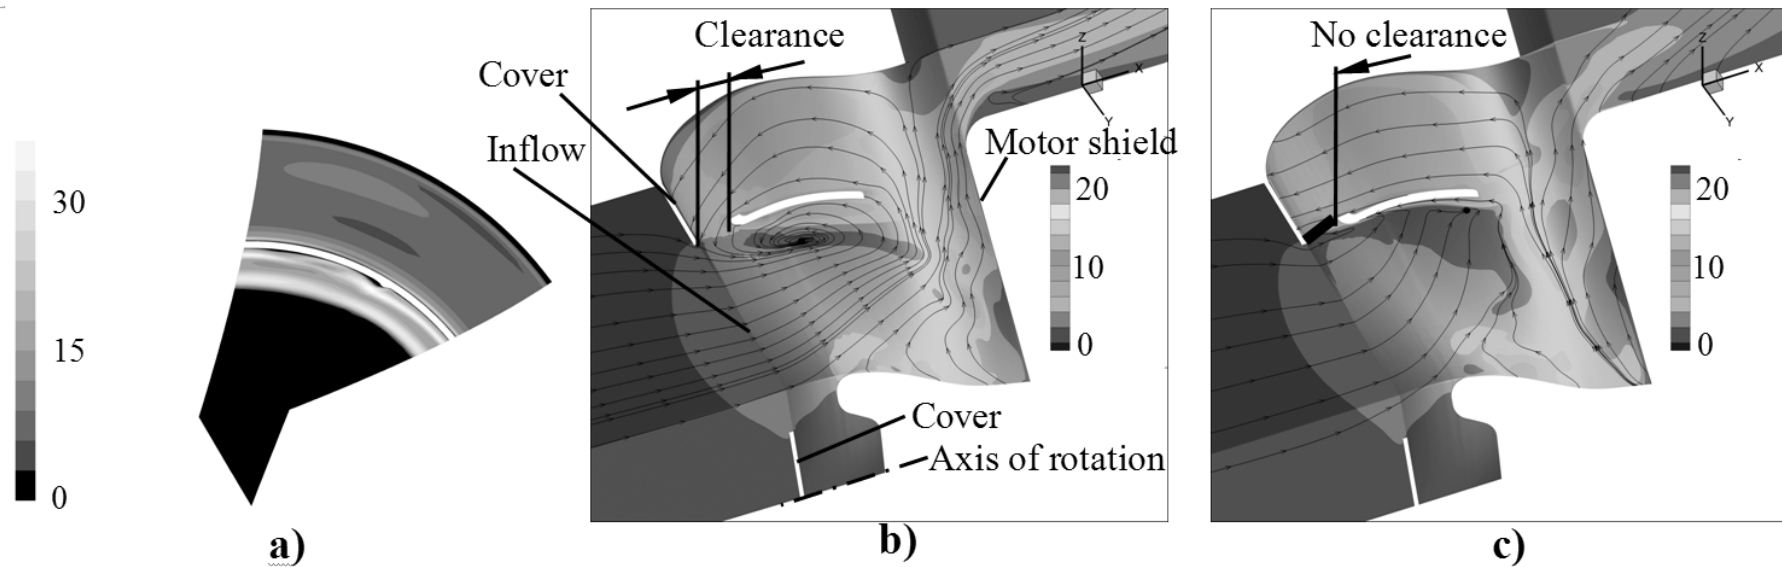 30
15
0
a)
Clearance
Cover
Inflow
Motor shield
Z
X
Y
20
10
0
Cover
Axis of rotation
b)
No clearance
Z
X
Y
20
10
0
c)